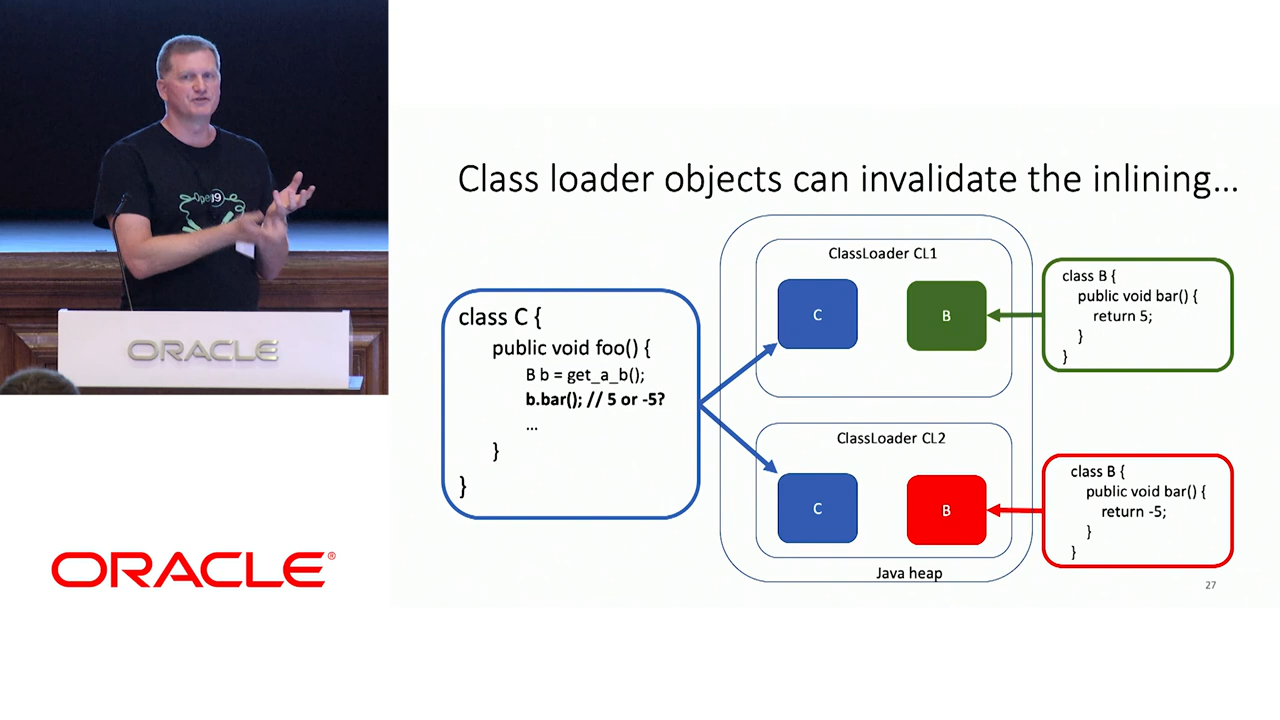 OpenJ9
ORACLE
ORACLE®
Class loader objects can invalidate the inlining...
class C {
public void foo() {
B b = get_a_b();
b.bar(); // 5 or -5?
...
}
}
ClassLoader CL1
C
B
ClassLoader CL2
C
B
Java heap
class B {
public void bar() {
return 5;
}
}
class B {
public void bar() {
return -5;
}
}
27